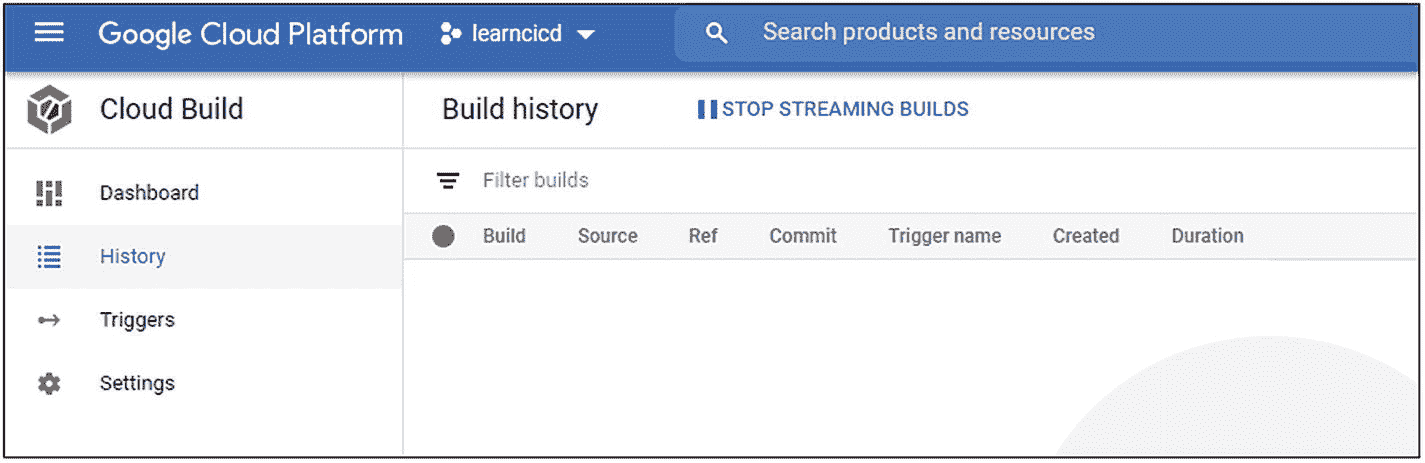 Google Cloud Platform learncicd Search products and resources
Cloud Build Build history STOP STREAMING BUILDS
Dashboard Filter builds
Build Source Ref Commit Trigger name Created Duration
History
Triggers
Settings